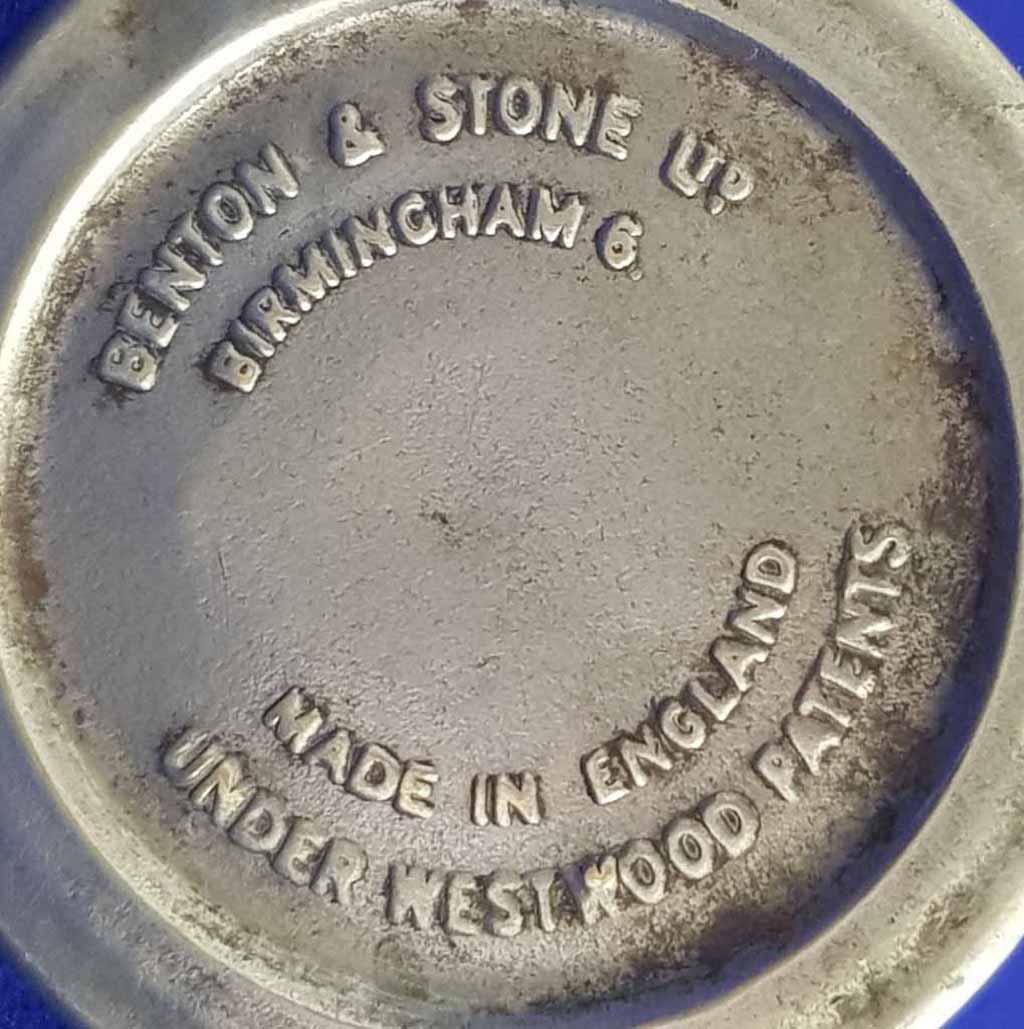 BENTON & STONE LTD
BIRMINGHAM 6.
MADE IN ENGLAND
UNDER WESTWOOD PATENTS